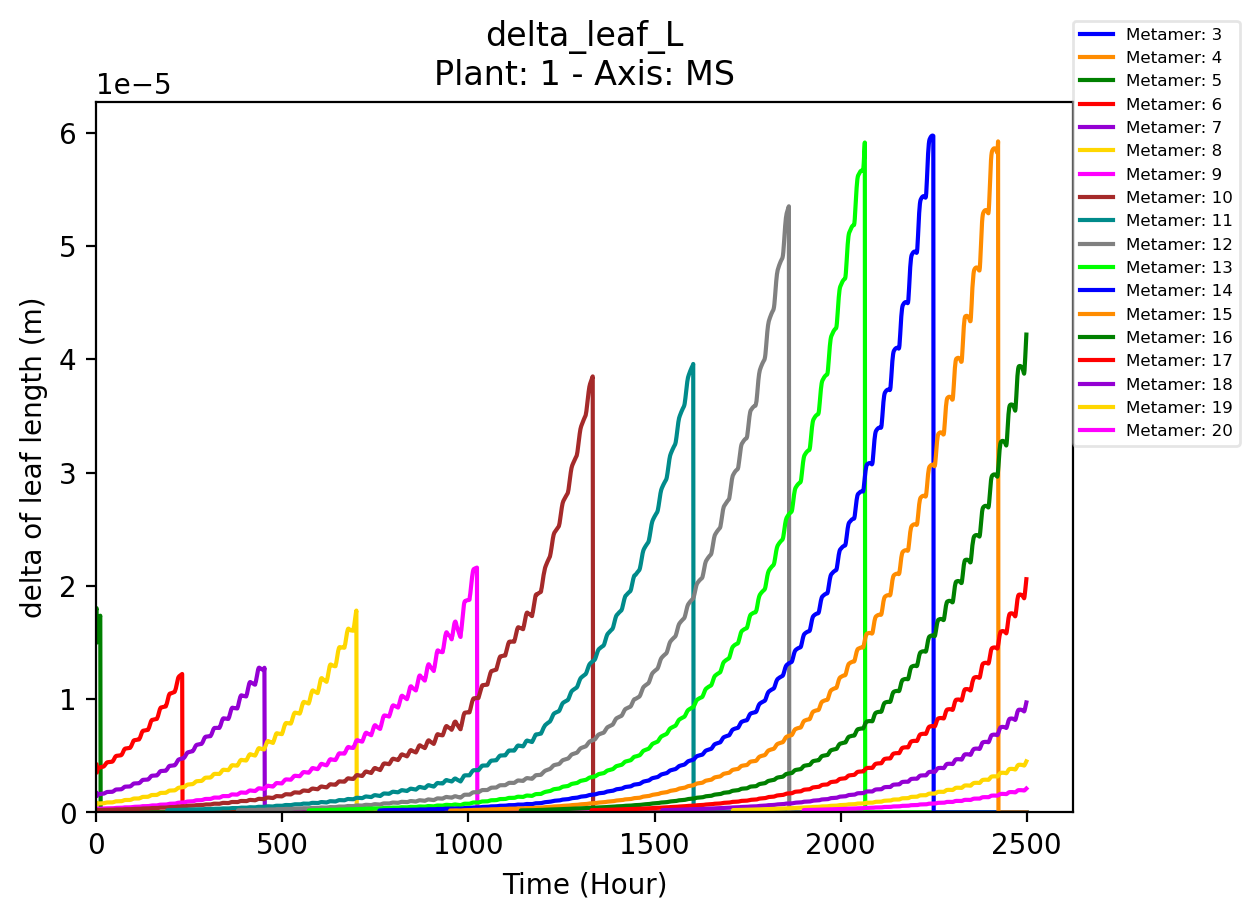 delta_leaf_L
Plant: 1 - Axis: MS
1e−5
6
5
4
3
2
1
0
delta of leaf length (m)
0 500 1000 1500 2000 2500
Time (Hour)
Metamer: 3
Metamer: 4
Metamer: 5
Metamer: 6
Metamer: 7
Metamer: 8
Metamer: 9
Metamer: 10
Metamer: 11
Metamer: 12
Metamer: 13
Metamer: 14
Metamer: 15
Metamer: 16
Metamer: 17
Metamer: 18
Metamer: 19
Metamer: 20